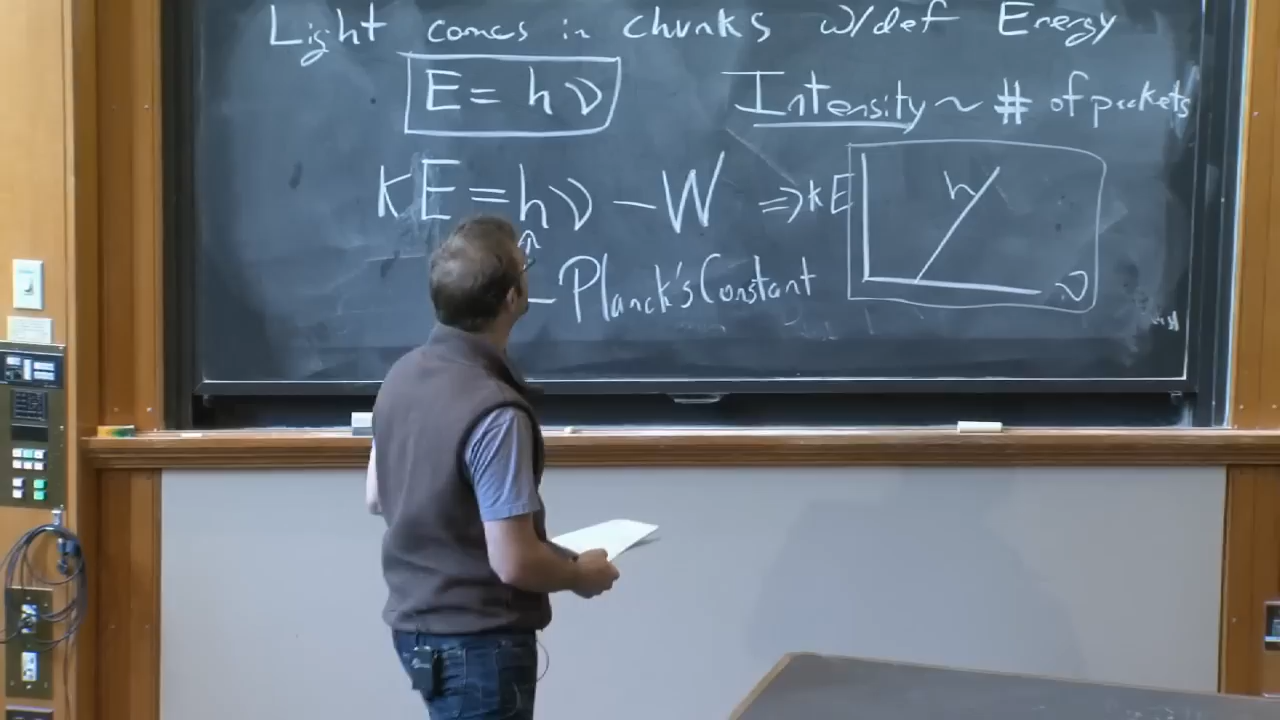 Light comes in chunks w/def Energy
E = hν
Intensity ~ # of packets
KE = hν - W ⇒ KE
h
ν
Planck's Constant